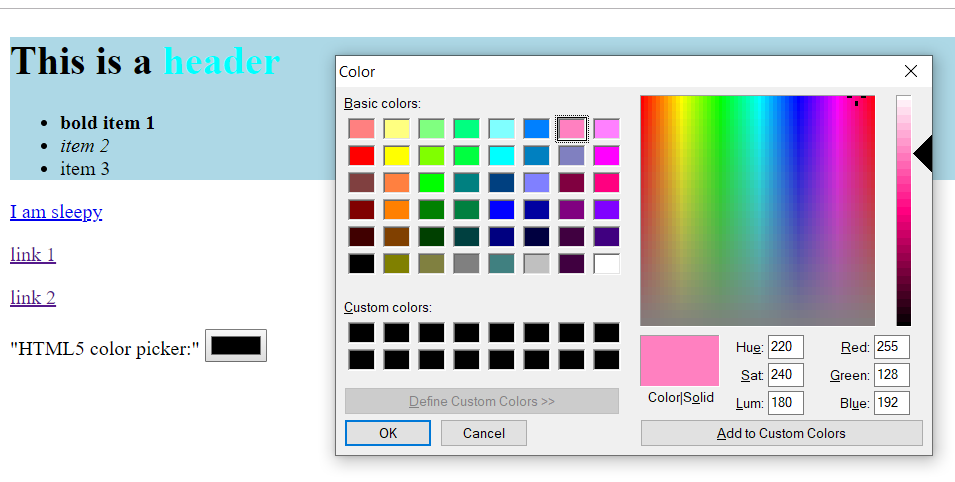 This is a header
bold item 1
item 2
item 3
I am sleepy
link 1
link 2
"HTML5 color picker:"
Color
Basic colors:
Custom colors:
Define Custom Colors >>
OK
Cancel
Color|Solid
Hue: 220
Red: 255
Sat: 240
Green: 128
Lum: 180
Blue: 192
Add to Custom Colors